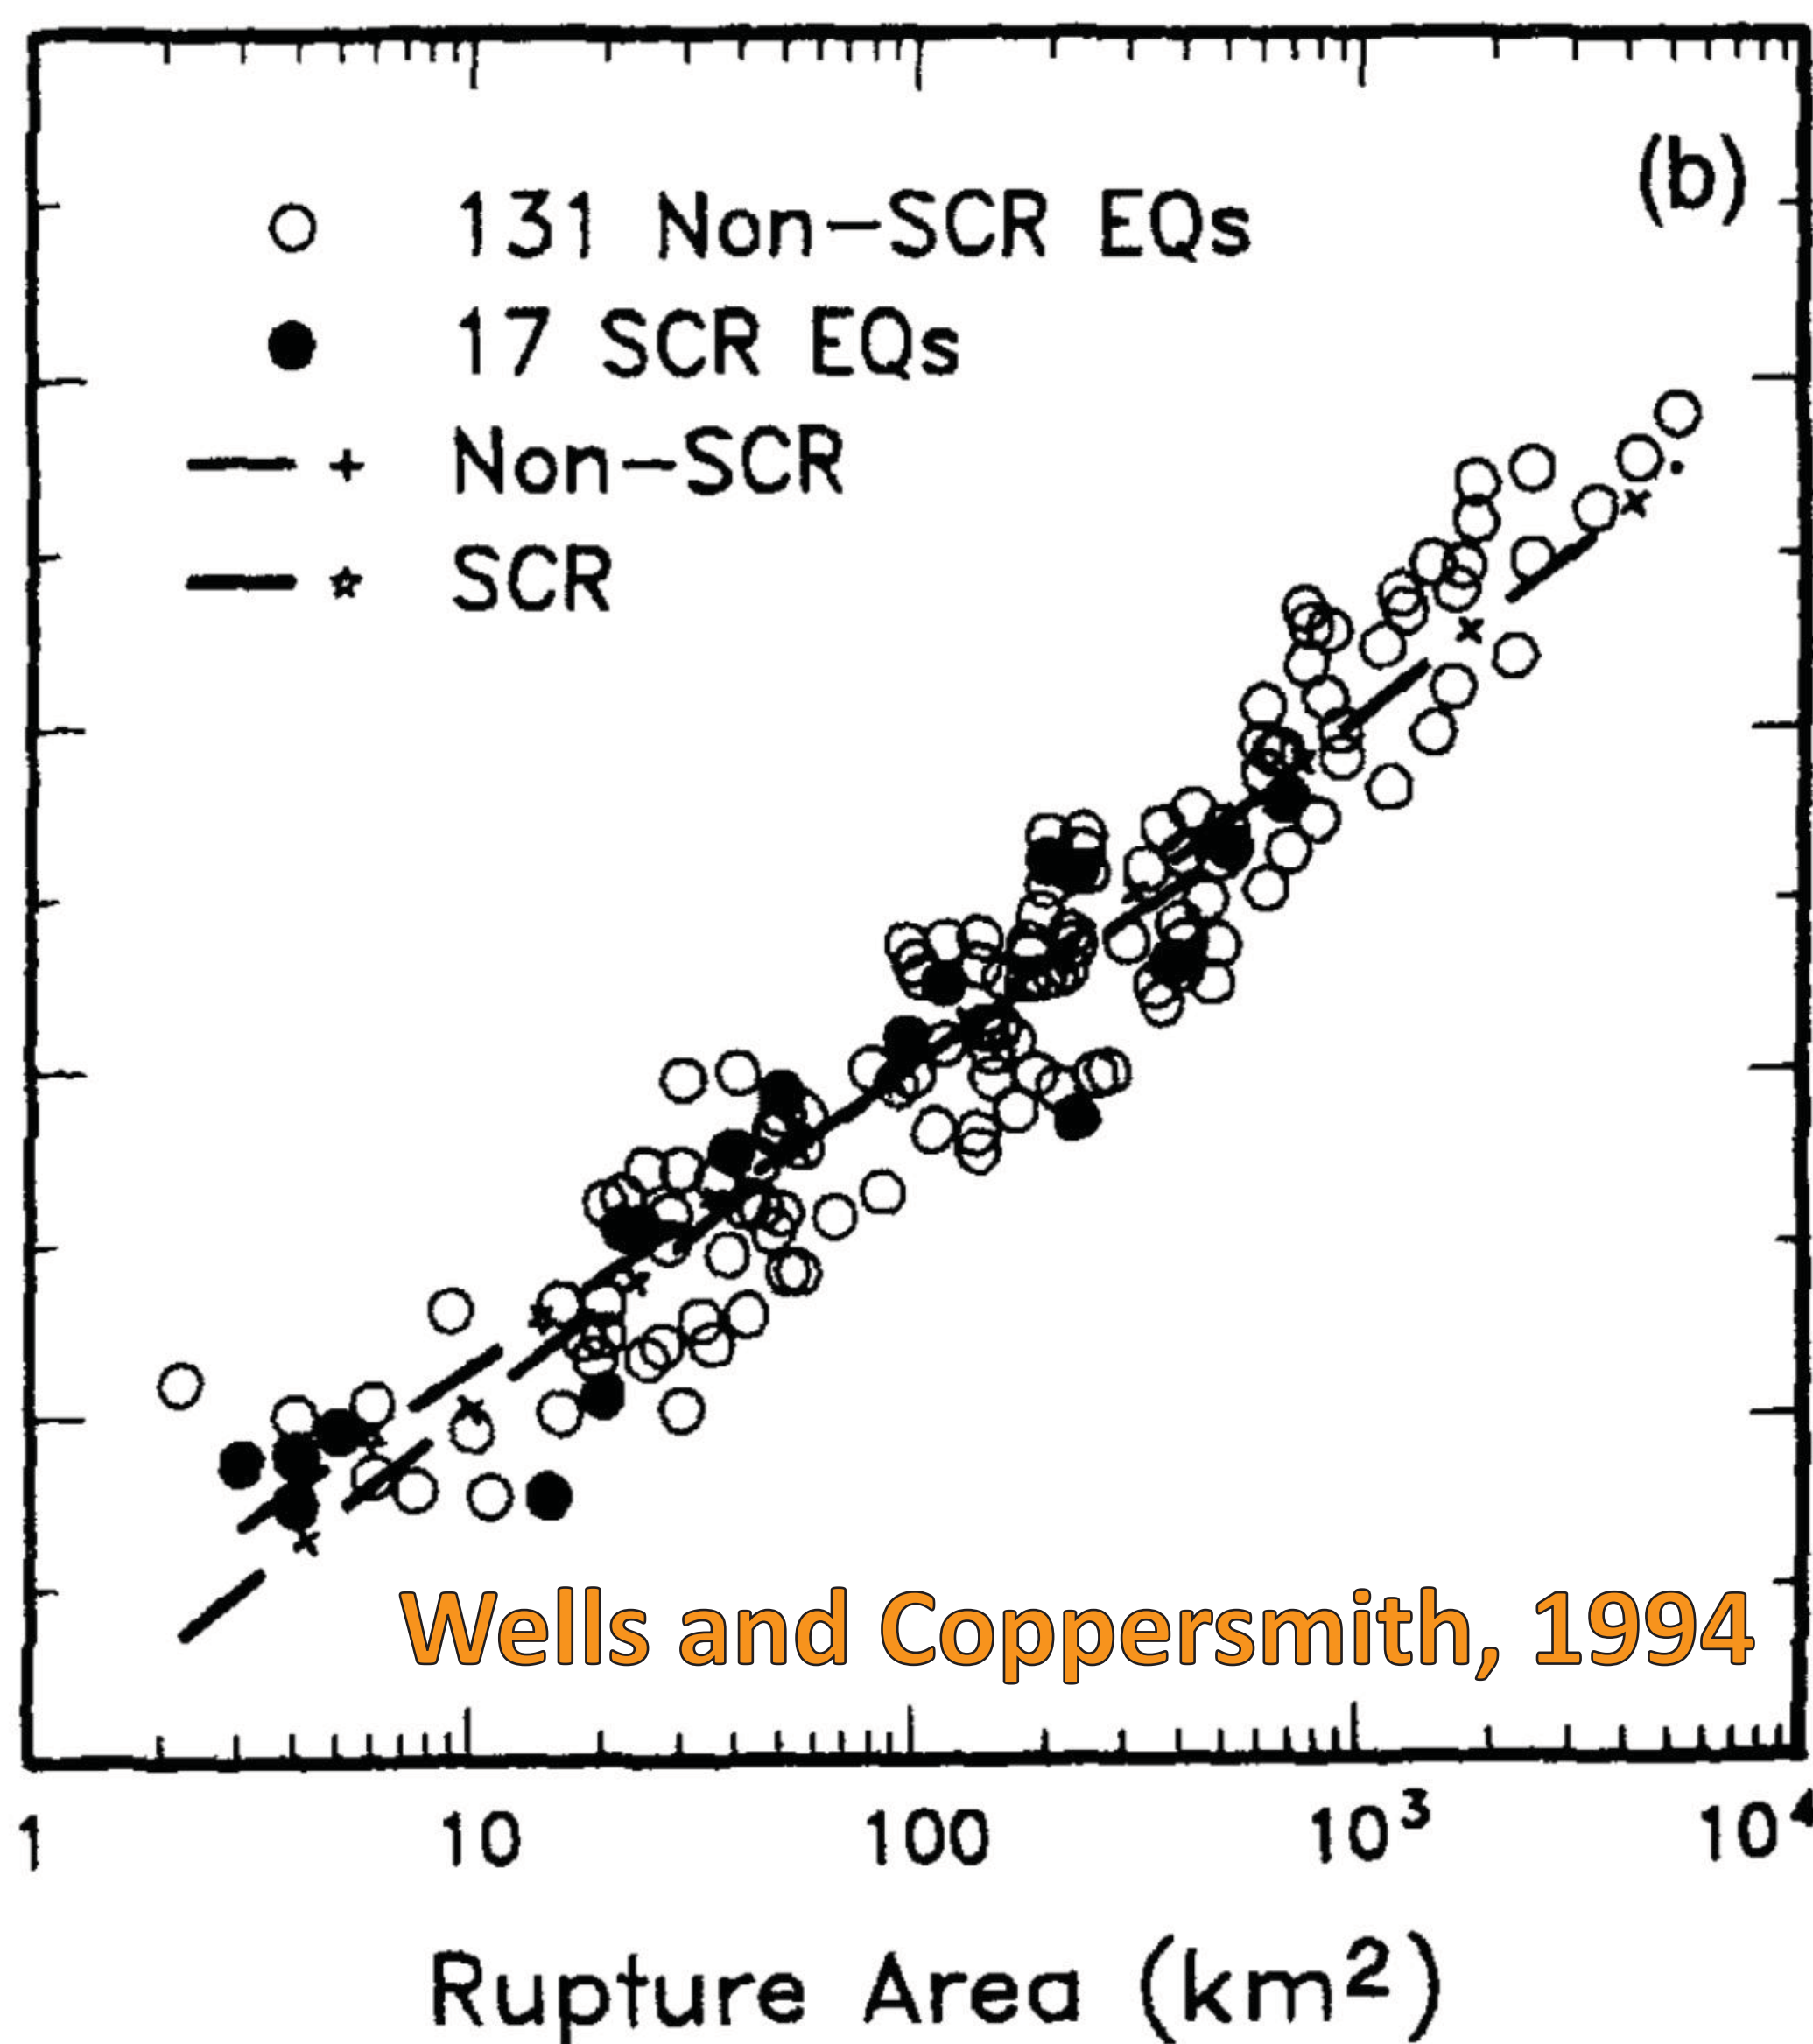 (b)
131 Non-SCR EQs
17 SCR EQs
Non-SCR
SCR
Wells and Coppersmith, 1994
1 10 100 10³ 10⁴
Rupture Area (km²)